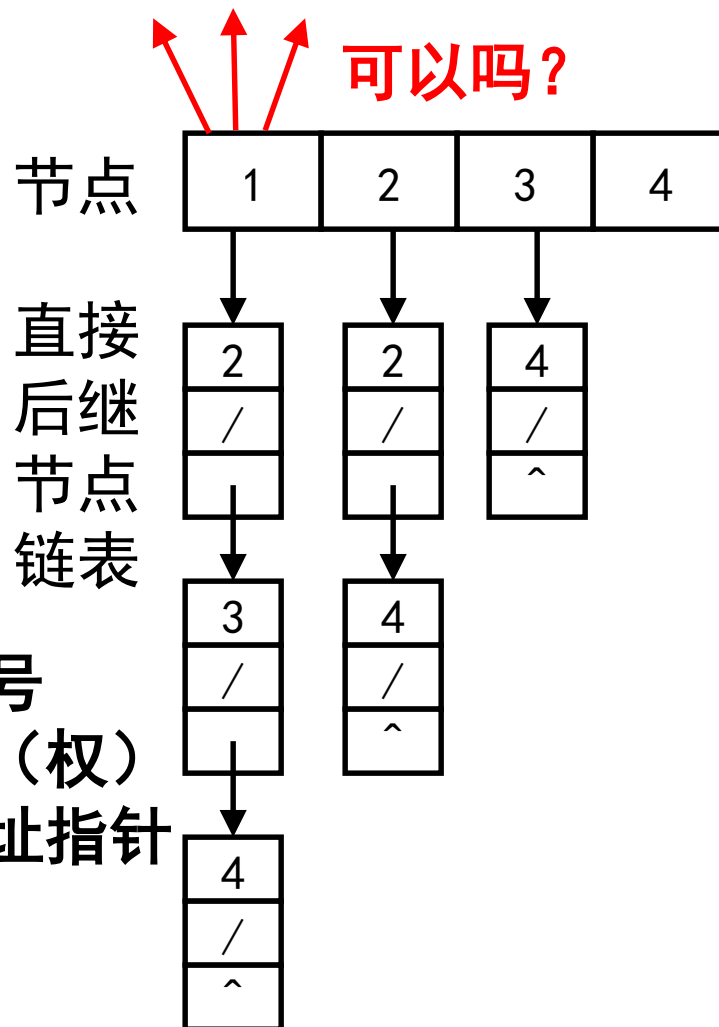 可以吗？
节点 1 2 3 4
直接 2 2 4
后继 / / /
节点 ^
链表
3 4
号 / /
（权） ^
址指针
4
/
^